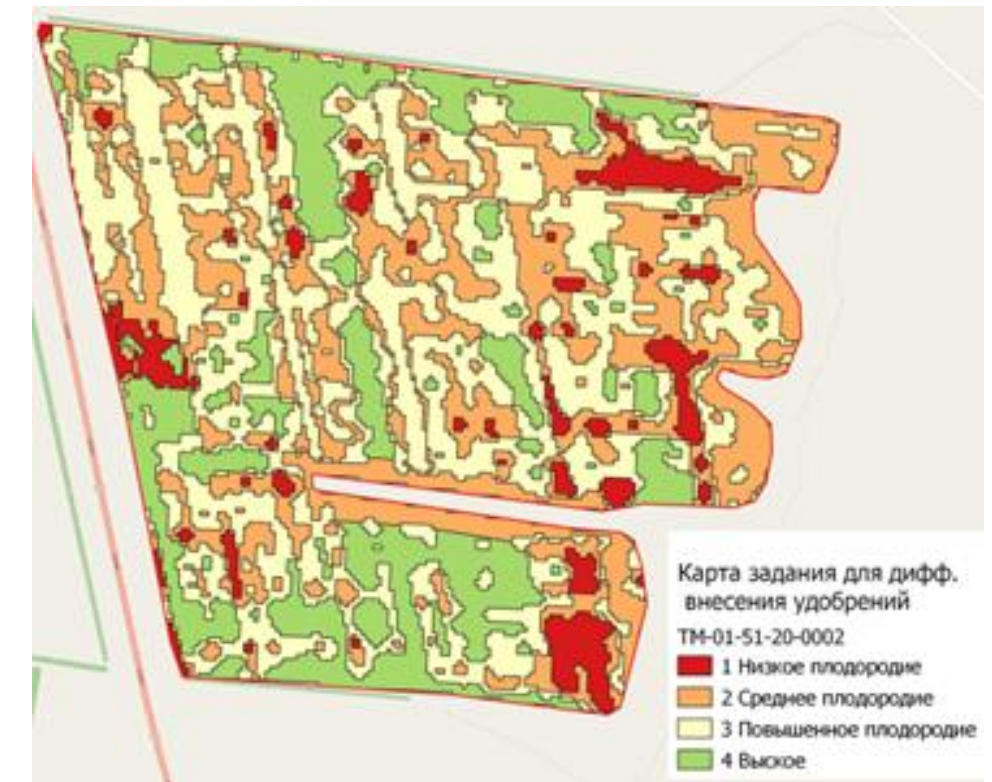 Карта задания для дифф.
внесения удобрений
ТМ-01-51-20-0002
1 Низкое плодородие
2 Среднее плодородие
3 Повышенное плодородие
4 Выское